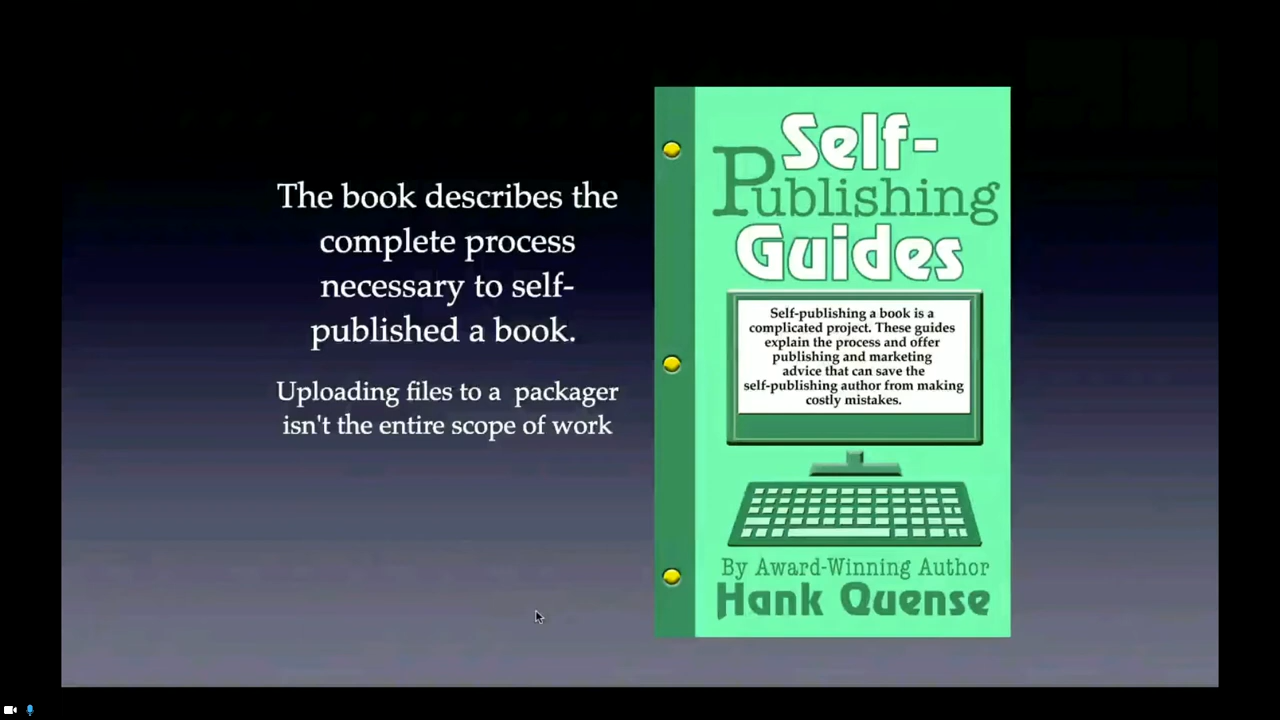 The book describes the
complete process
necessary to self-
published a book.
Uploading files to a  packager
isn't the entire scope of work
Self-
Publishing
Guides
Self-publishing a book is a
complicated project. These guides
explain the process and offer
publishing and marketing
advice that can save the
self-publishing author from making
costly mistakes.
By Award-Winning Author
Hank Quense